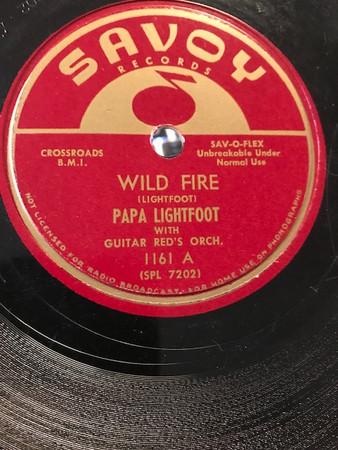 SAVOY
RECORDS
CROSSROADS
B.M.I.
SAV-O-FLEX
Unbreakable Under
Normal Use
WILD FIRE
(LIGHTFOOT)
PAPA LIGHTFOOT
WITH
GUITAR RED'S ORCH.
1161 A
(SPL 7202)
NOT LICENSED FOR RADIO BROADCAST · FOR HOME USE ON PHONOGRAPHS